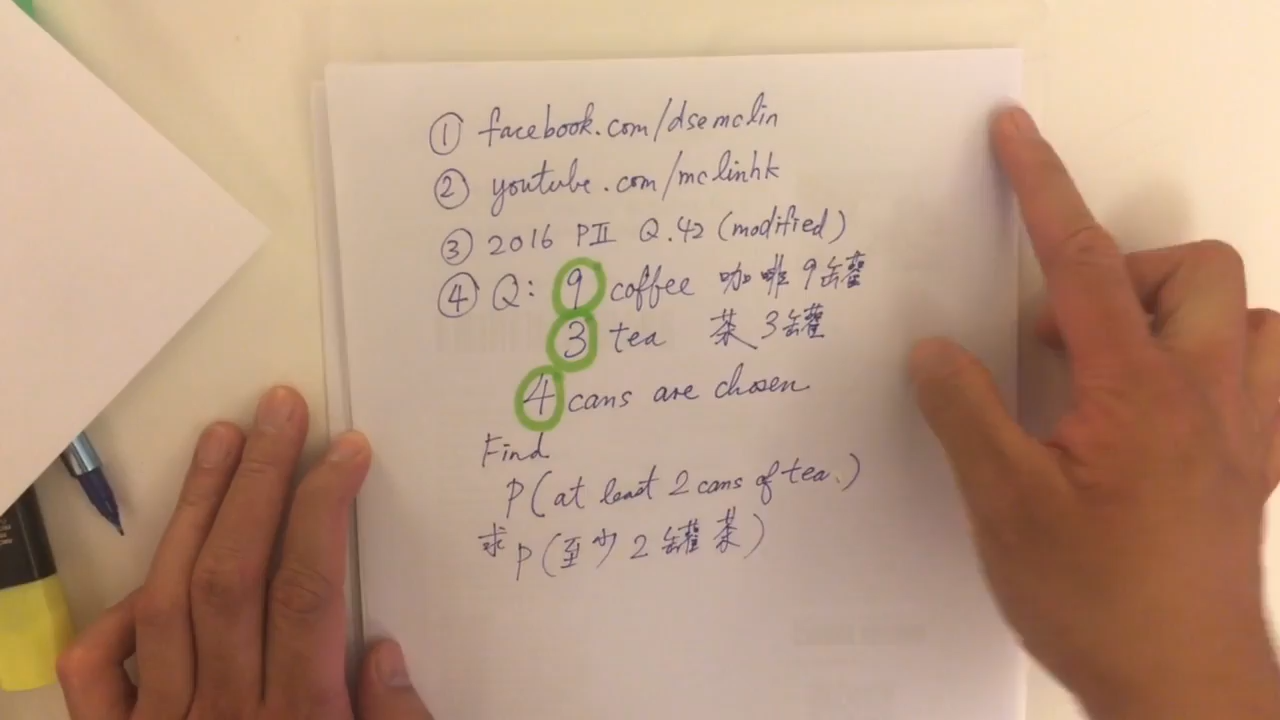 ① facebook.com/dsemclin
② youtube.com/mclinhk
③ 2016 PII Q.42 (modified)
④ Q: 9 coffee 咖啡 9罐
3 tea 茶 3罐
4 cans are chosen
Find
P(at least 2 cans of tea.)
求 P(至少2罐茶)